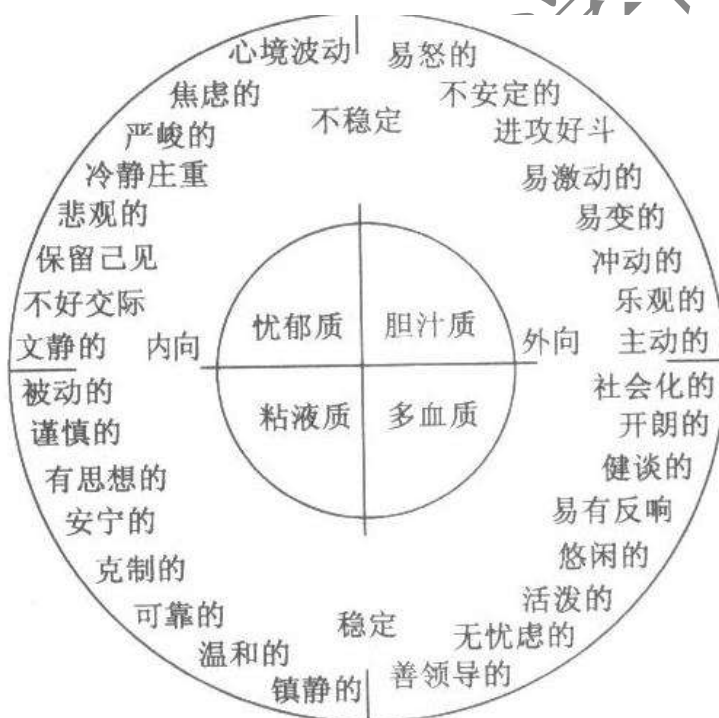 心境波动
易怒的
焦虑的
不安定的
严峻的
不稳定
进攻好斗
冷静庄重
易激动的
悲观的
易变的
保留己见
冲动的
不好交际
忧郁质
胆汁质
乐观的
文静的
内向
外向
主动的
被动的
社会化的
谨慎的
粘液质
多血质
开朗的
有思想的
健谈的
安宁的
易有反响
克制的
悠闲的
可靠的
稳定
活泼的
温和的
无忧虑的
镇静的
善领导的